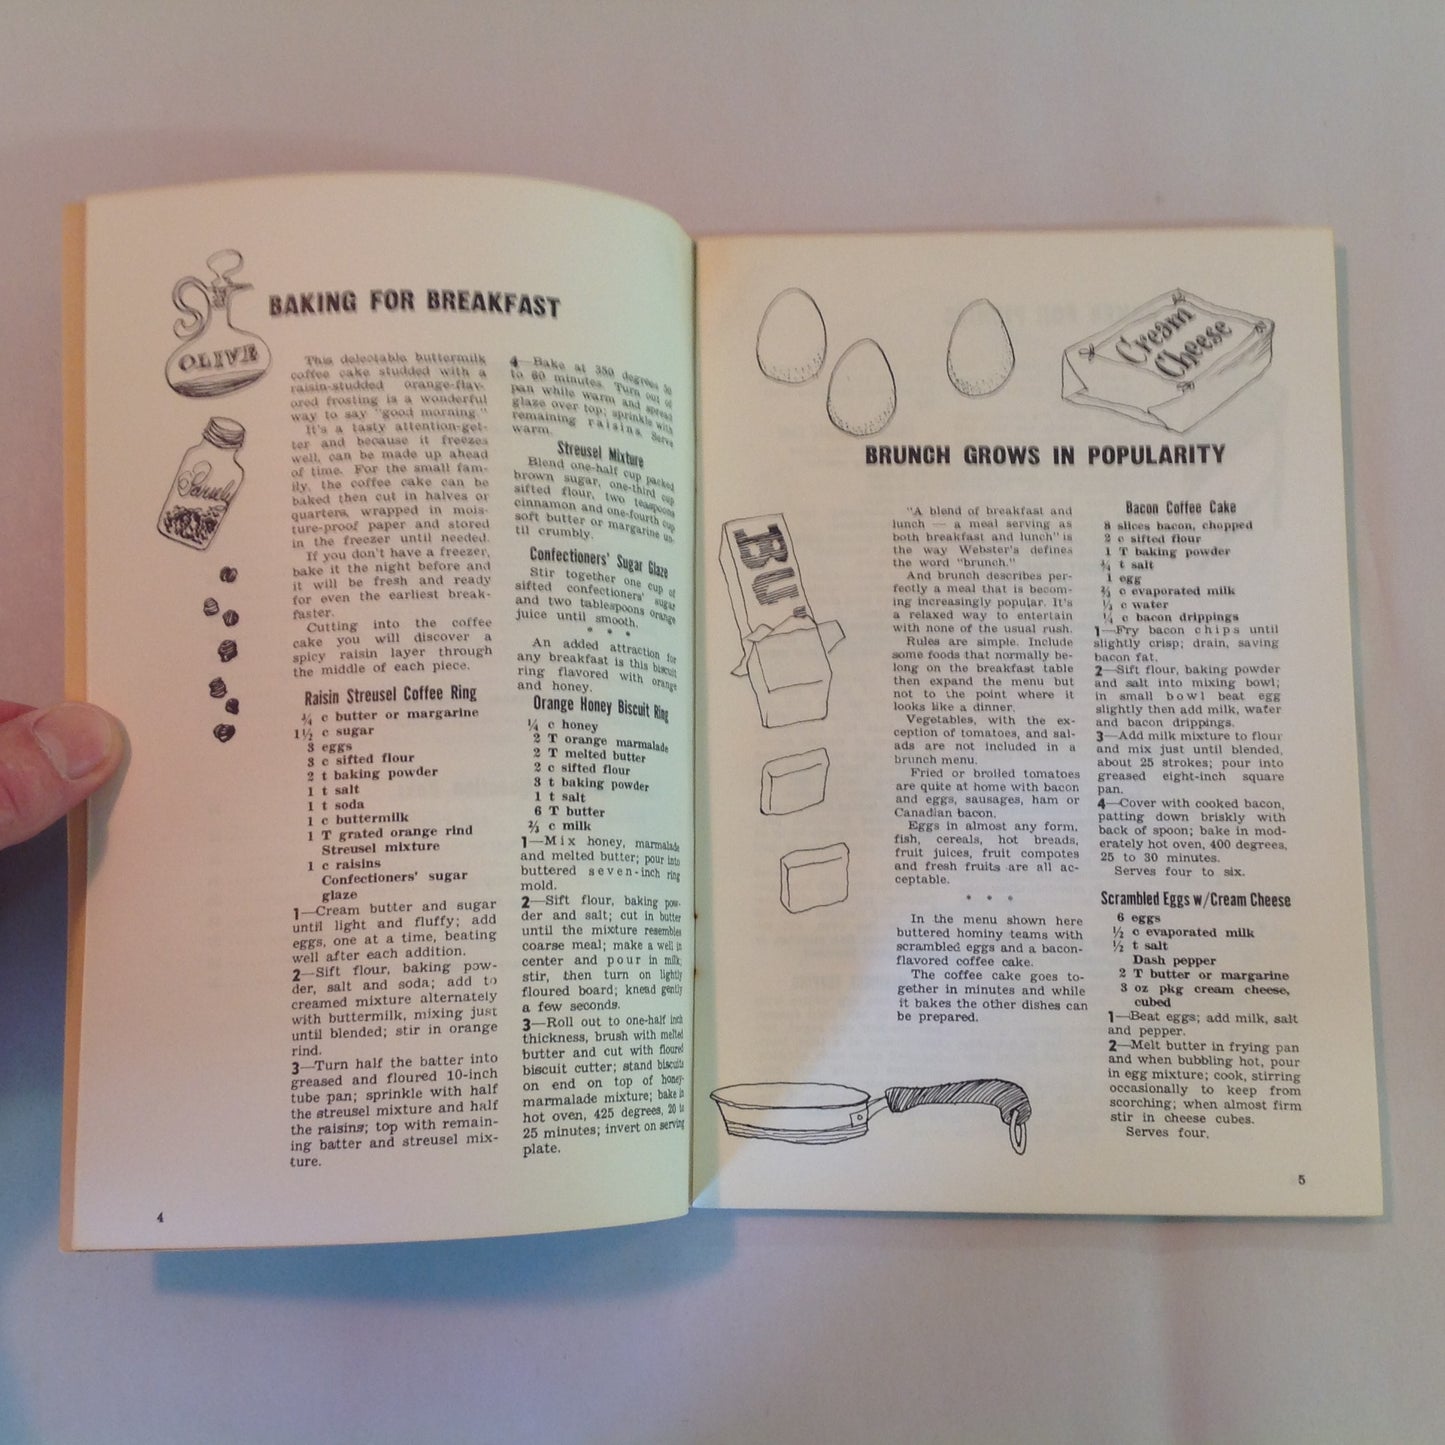 BAKING FOR BREAKFAST
OLIVE
Parsely
This delectable buttermilk
coffee cake studded with a
raisin-studded orange-flav-
ored frosting is a wonderful
way to say "good morning."
It's a tasty attention-get-
ter and because it freezes
well, can be made up ahead
of time. For the small fam-
ily, the coffee cake can be
baked then cut in halves or
quarters, wrapped in mois-
ture-proof paper and stored
in the freezer until needed.
If you don't have a freezer,
bake it the night before and
it will be fresh and ready
for even the earliest break-
faster.
Cutting into the coffee
cake you will discover a
spicy raisin layer through
the middle of each piece.
Raisin Streusel Coffee Ring
¾ c butter or margarine
1½ c sugar
3 eggs
3 c sifted flour
2 t baking powder
1 t salt
1 t soda
1 c buttermilk
1 T grated orange rind
Streusel mixture
1 c raisins
Confectioners' sugar
glaze
1—Cream butter and sugar
until light and fluffy; add
eggs, one at a time, beating
well after each addition.
2—Sift flour, baking pow-
der, salt and soda; add to
creamed mixture alternately
with buttermilk, mixing just
until blended; stir in orange
rind.
3—Turn half the batter into
greased and floured 10-inch
tube pan; sprinkle with half
the streusel mixture and half
the raisins; top with remain-
ing batter and streusel mix-
ture.
4—Bake at 350 degrees 50
to 60 minutes. Turn out of
pan while warm and spread
glaze over top; sprinkle with
remaining raisins. Serve
warm.
Streusel Mixture
Blend one-half cup packed
brown sugar, one-third cup
sifted flour, two teaspoons
cinnamon and one-fourth cup
soft butter or margarine un-
til crumbly.
Confectioners' Sugar Glaze
Stir together one cup of
sifted confectioners' sugar
and two tablespoons orange
juice until smooth.
* * *
An added attraction for
any breakfast is this biscuit
ring flavored with orange
and honey.
Orange Honey Biscuit Ring
¼ c honey
2 T orange marmalade
2 T melted butter
2 c sifted flour
3 t baking powder
1 t salt
6 T butter
⅔ c milk
1—Mix honey, marmalade
and melted butter; pour into
buttered seven-inch ring
mold.
2—Sift flour, baking pow-
der and salt; cut in butter
until the mixture resembles
coarse meal; make a well in
center and pour in milk;
stir, then turn on lightly
floured board; knead gently
a few seconds.
3—Roll out to one-half inch
thickness, brush with melted
butter and cut with floured
biscuit cutter; stand biscuits
on end on top of honey-
marmalade mixture; bake in
hot oven, 425 degrees, 20 to
25 minutes; invert on serving
plate.
4
Cream
Cheese
BUT
BRUNCH GROWS IN POPULARITY
"A blend of breakfast and
lunch — a meal serving as
both breakfast and lunch" is
the way Webster's defines
the word "brunch."
And brunch describes per-
fectly a meal that is becom-
ing increasingly popular. It's
a relaxed way to entertain
with none of the usual rush.
Rules are simple. Include
some foods that normally be-
long on the breakfast table
then expand the menu but
not to the point where it
looks like a dinner.
Vegetables, with the ex-
ception of tomatoes, and sal-
ads are not included in a
brunch menu.
Fried or broiled tomatoes
are quite at home with bacon
and eggs, sausages, ham or
Canadian bacon.
Eggs in almost any form,
fish, cereals, hot breads,
fruit juices, fruit compotes
and fresh fruits are all ac-
ceptable.
* * *
In the menu shown here
buttered hominy teams with
scrambled eggs and a bacon-
flavored coffee cake.
The coffee cake goes to-
gether in minutes and while
it bakes the other dishes can
be prepared.
Bacon Coffee Cake
8 slices bacon, chopped
2 c sifted flour
1 T baking powder
¾ t salt
1 egg
⅔ c evaporated milk
¼ c water
¼ c bacon drippings
1—Fry bacon chips until
slightly crisp; drain, saving
bacon fat.
2—Sift flour, baking powder
and salt into mixing bowl;
in small bowl beat egg
slightly then add milk, water
and bacon drippings.
3—Add milk mixture to flour
and mix just until blended,
about 25 strokes; pour into
greased eight-inch square
pan.
4—Cover with cooked bacon,
patting down briskly with
back of spoon; bake in mod-
erately hot oven, 400 degrees,
25 to 30 minutes.
Serves four to six.
Scrambled Eggs w/Cream Cheese
6 eggs
½ c evaporated milk
½ t salt
Dash pepper
2 T butter or margarine
3 oz pkg cream cheese,
cubed
1—Beat eggs; add milk, salt
and pepper.
2—Melt butter in frying pan
and when bubbling hot, pour
in egg mixture; cook, stirring
occasionally to keep from
scorching; when almost firm
stir in cheese cubes.
Serves four.
5